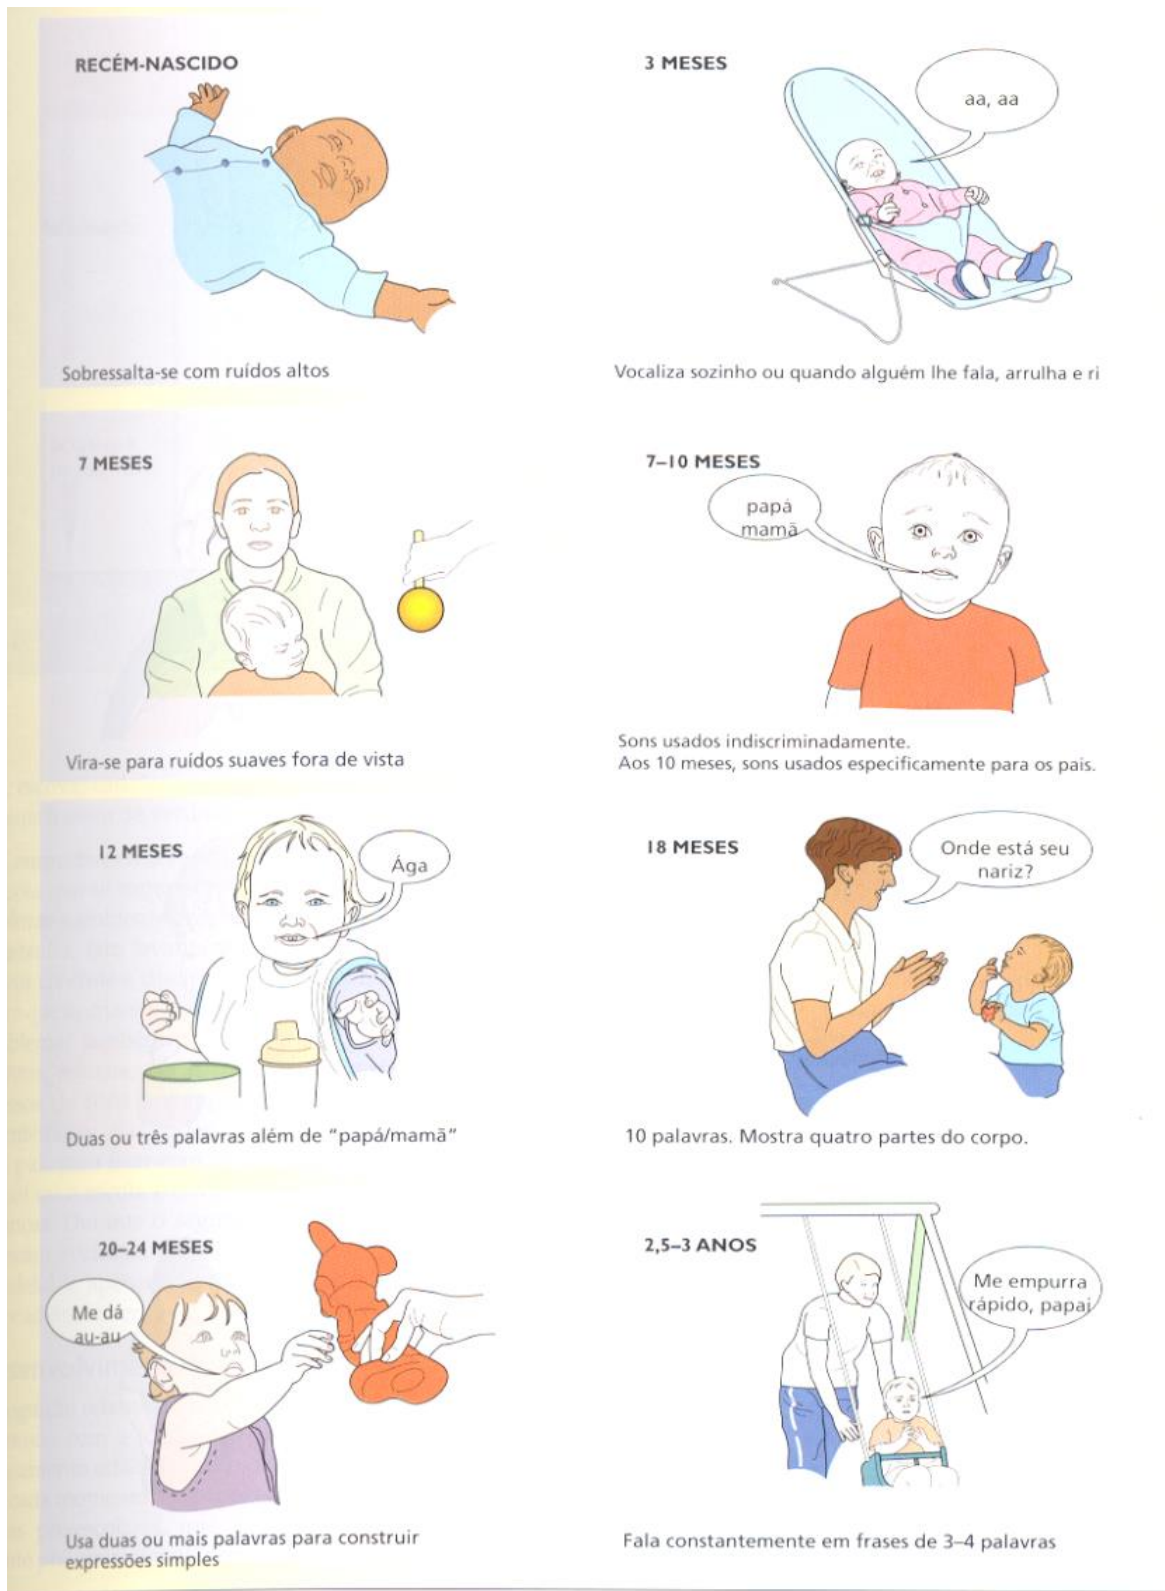 RECÉM-NASCIDO
Sobressalta-se com ruídos altos
3 MESES
aa, aa
Vocaliza sozinho ou quando alguém lhe fala, arrulha e ri
7 MESES
Vira-se para ruídos suaves fora de vista
7–10 MESES
papá
mamã
Sons usados indiscriminadamente.
Aos 10 meses, sons usados especificamente para os pais.
12 MESES
Ága
Duas ou três palavras além de “papá/mamã”
18 MESES
Onde está seu
nariz?
10 palavras. Mostra quatro partes do corpo.
20–24 MESES
Me dá
au-au
Usa duas ou mais palavras para construir
expressões simples
2,5–3 ANOS
Me empurra
rápido, papai
Fala constantemente em frases de 3–4 palavras